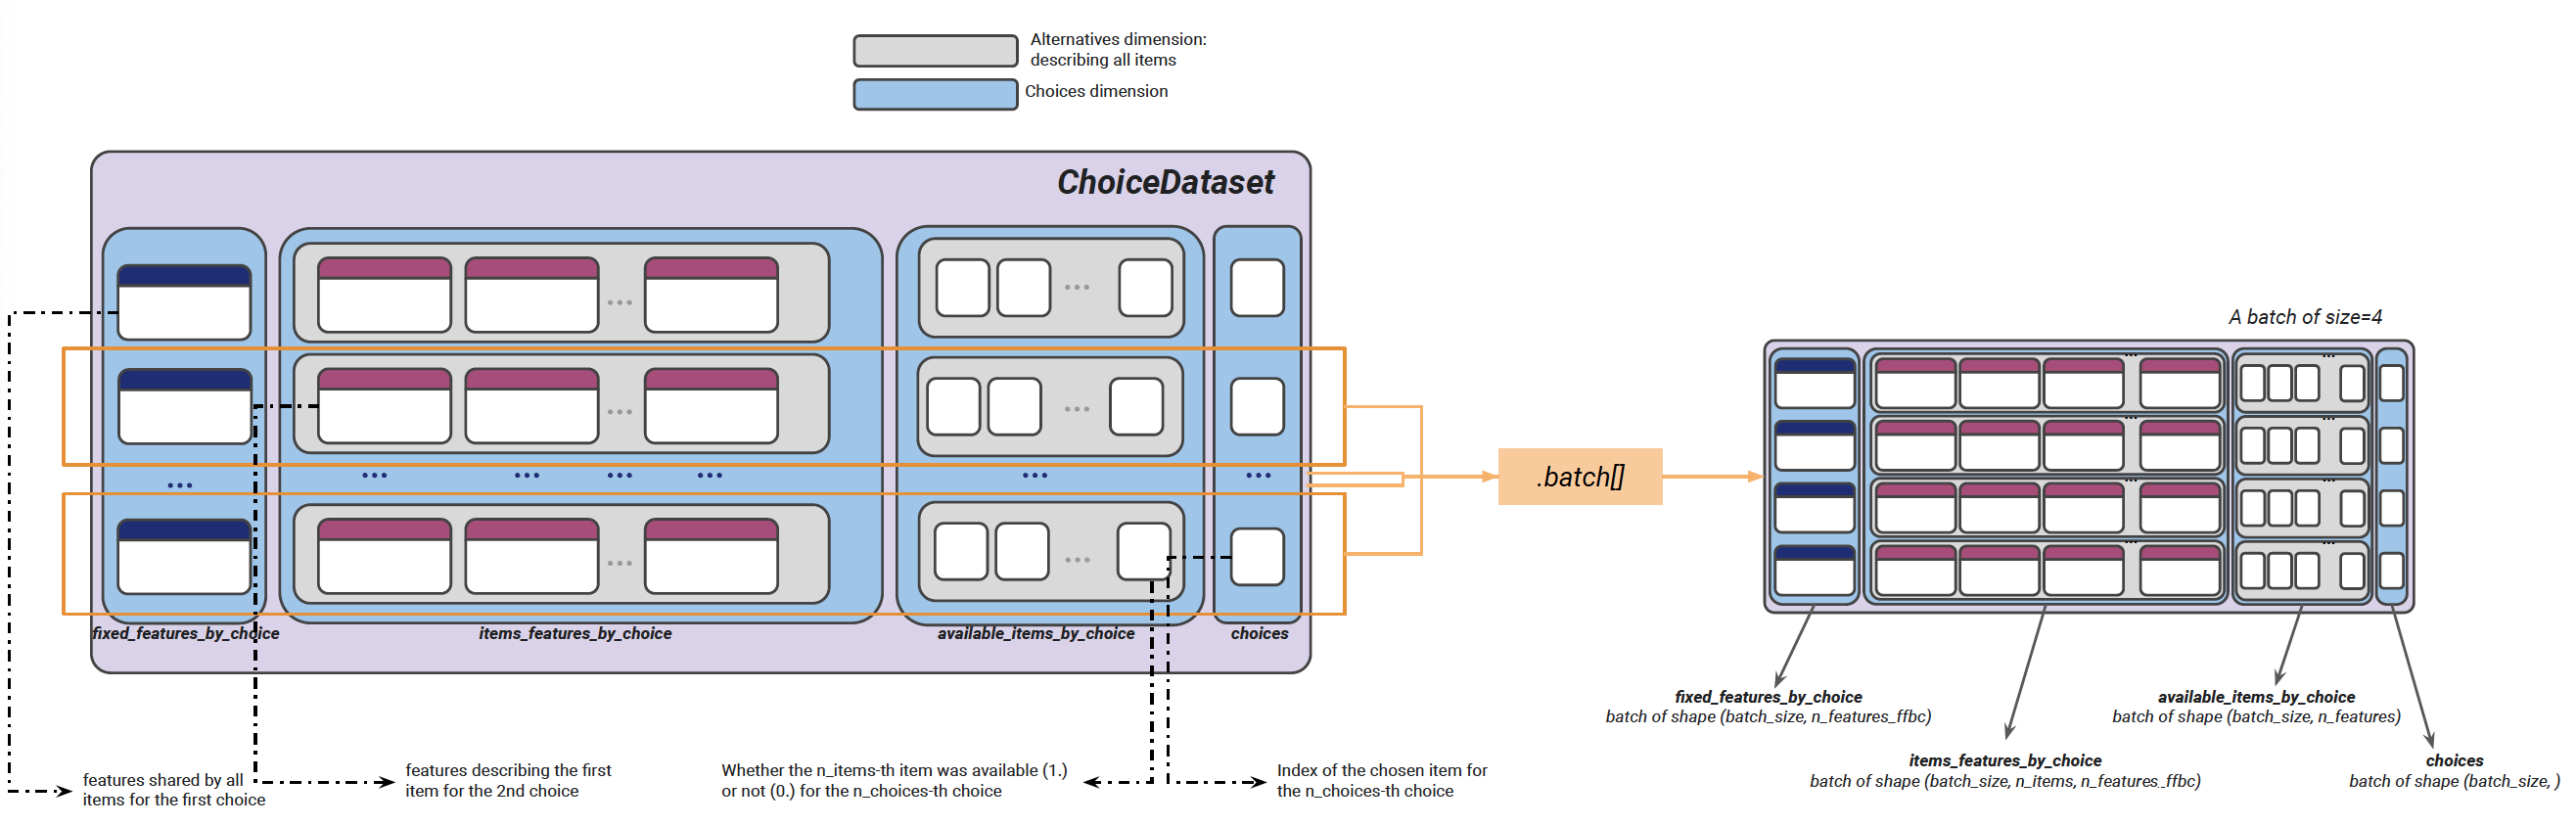 Alternatives dimension:
describing all items
Choices dimension
ChoiceDataset
...
...
...
...
... ... ... ... ... ...
...
... ...
fixed_features_by_choice
items_features_by_choice
available_items_by_choice
choices
features shared by all
items for the first choice
features describing the first
item for the 2nd choice
Whether the n_items-th item was available (1.)
or not (0.) for the n_choices-th choice
Index of the chosen item for
the n_choices-th choice
.batch[]
A batch of size=4
... ...
... ...
... ...
... ...
fixed_features_by_choice
batch of shape (batch_size, n_features_ffbc)
available_items_by_choice
batch of shape (batch_size, n_features)
items_features_by_choice
batch of shape (batch_size, n_items, n_features_ffbc)
choices
batch of shape (batch_size, )